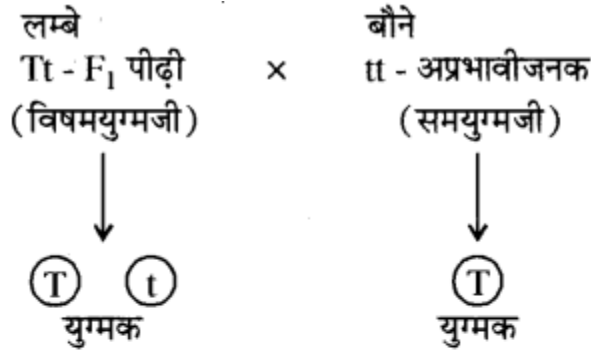 लम्बे बौने
Tt - F₁ पीढ़ी × tt - अप्रभावीजनक
(विषमयुग्मजी) (समयुग्मजी)
T t T
युग्मक युग्मक